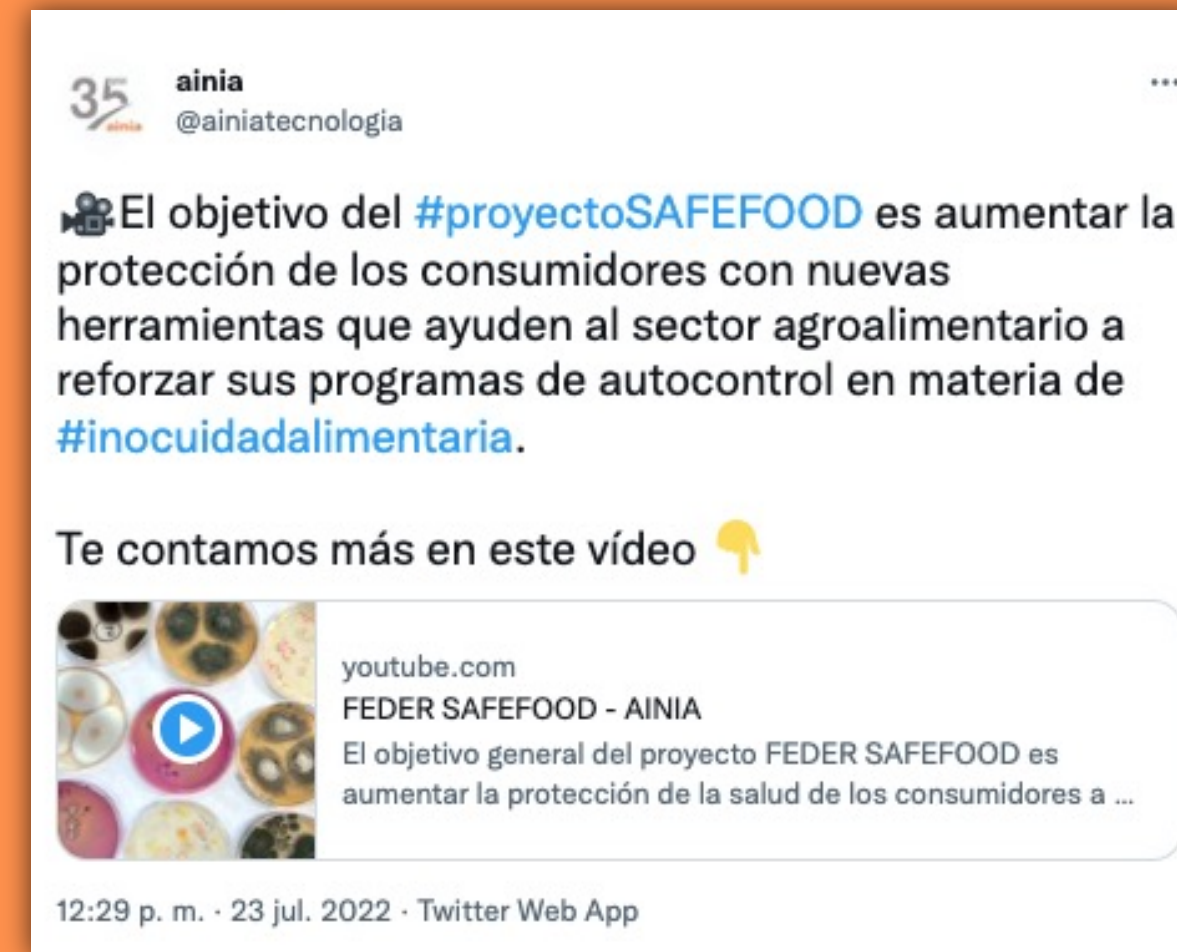 35
ainia
ainia
@ainiatecnologia
🎥El objetivo del #proyectoSAFEFOOD es aumentar la
protección de los consumidores con nuevas
herramientas que ayuden al sector agroalimentario a
reforzar sus programas de autocontrol en materia de
#inocuidadalimentaria.
Te contamos más en este vídeo 👇
youtube.com
FEDER SAFEFOOD - AINIA
El objetivo general del proyecto FEDER SAFEFOOD es
aumentar la protección de la salud de los consumidores a ...
12:29 p. m. · 23 jul. 2022 · Twitter Web App